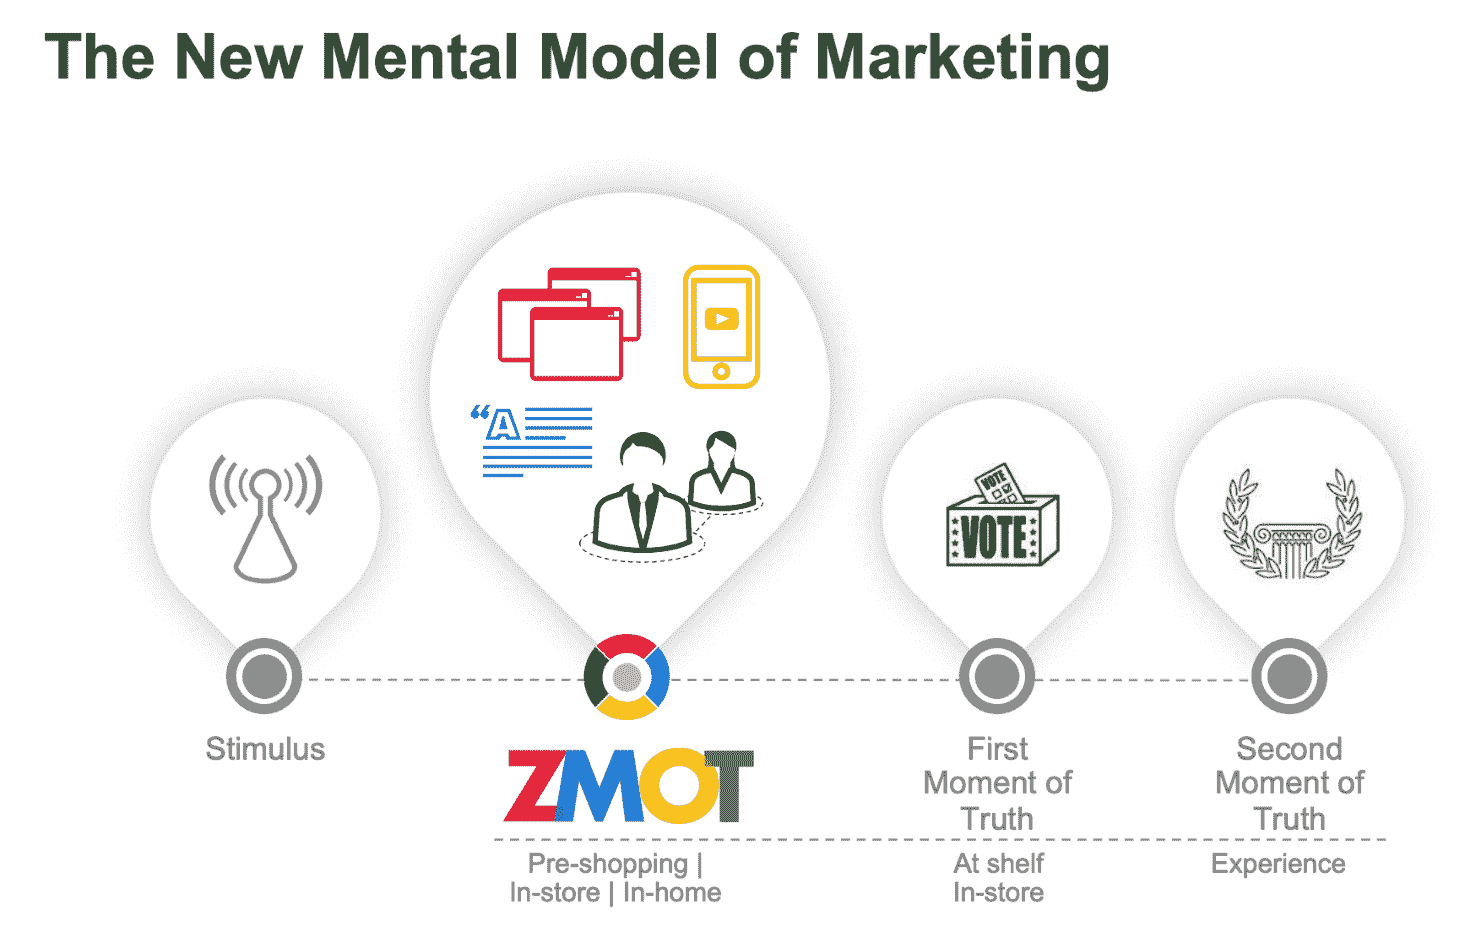 The New Mental Model of Marketing
“A
VOTE
VOTE
Stimulus
ZMOT
First
Moment of
Truth
Second
Moment of
Truth
Pre-shopping |
In-store | In-home
At shelf
In-store
Experience